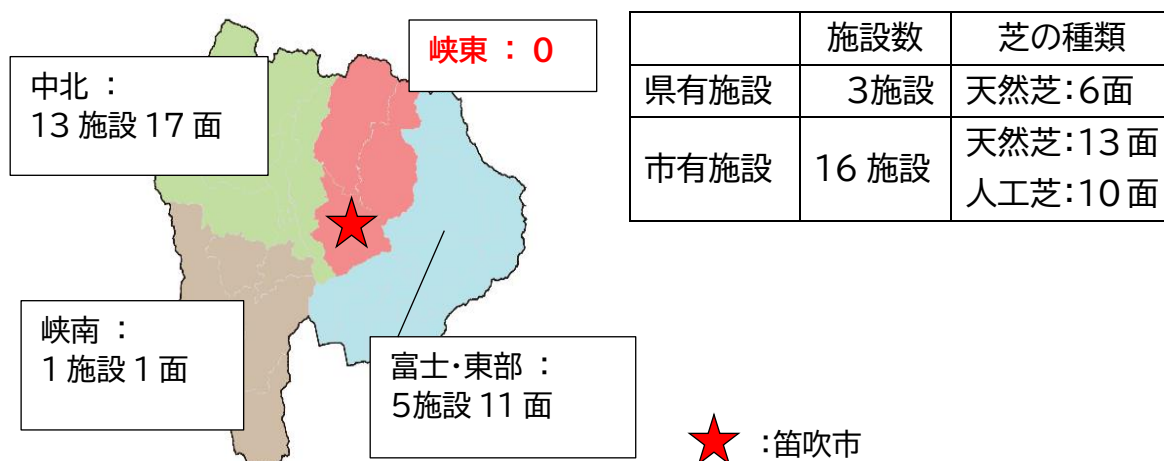 峡東 : 0
中北 :
13 施設 17 面
峡南 :
1 施設 1 面
富士・東部 :
5施設 11 面
施設数 芝の種類
県有施設 3施設 天然芝:6面
市有施設 16 施設 天然芝:13 面
人工芝:10 面
:笛吹市